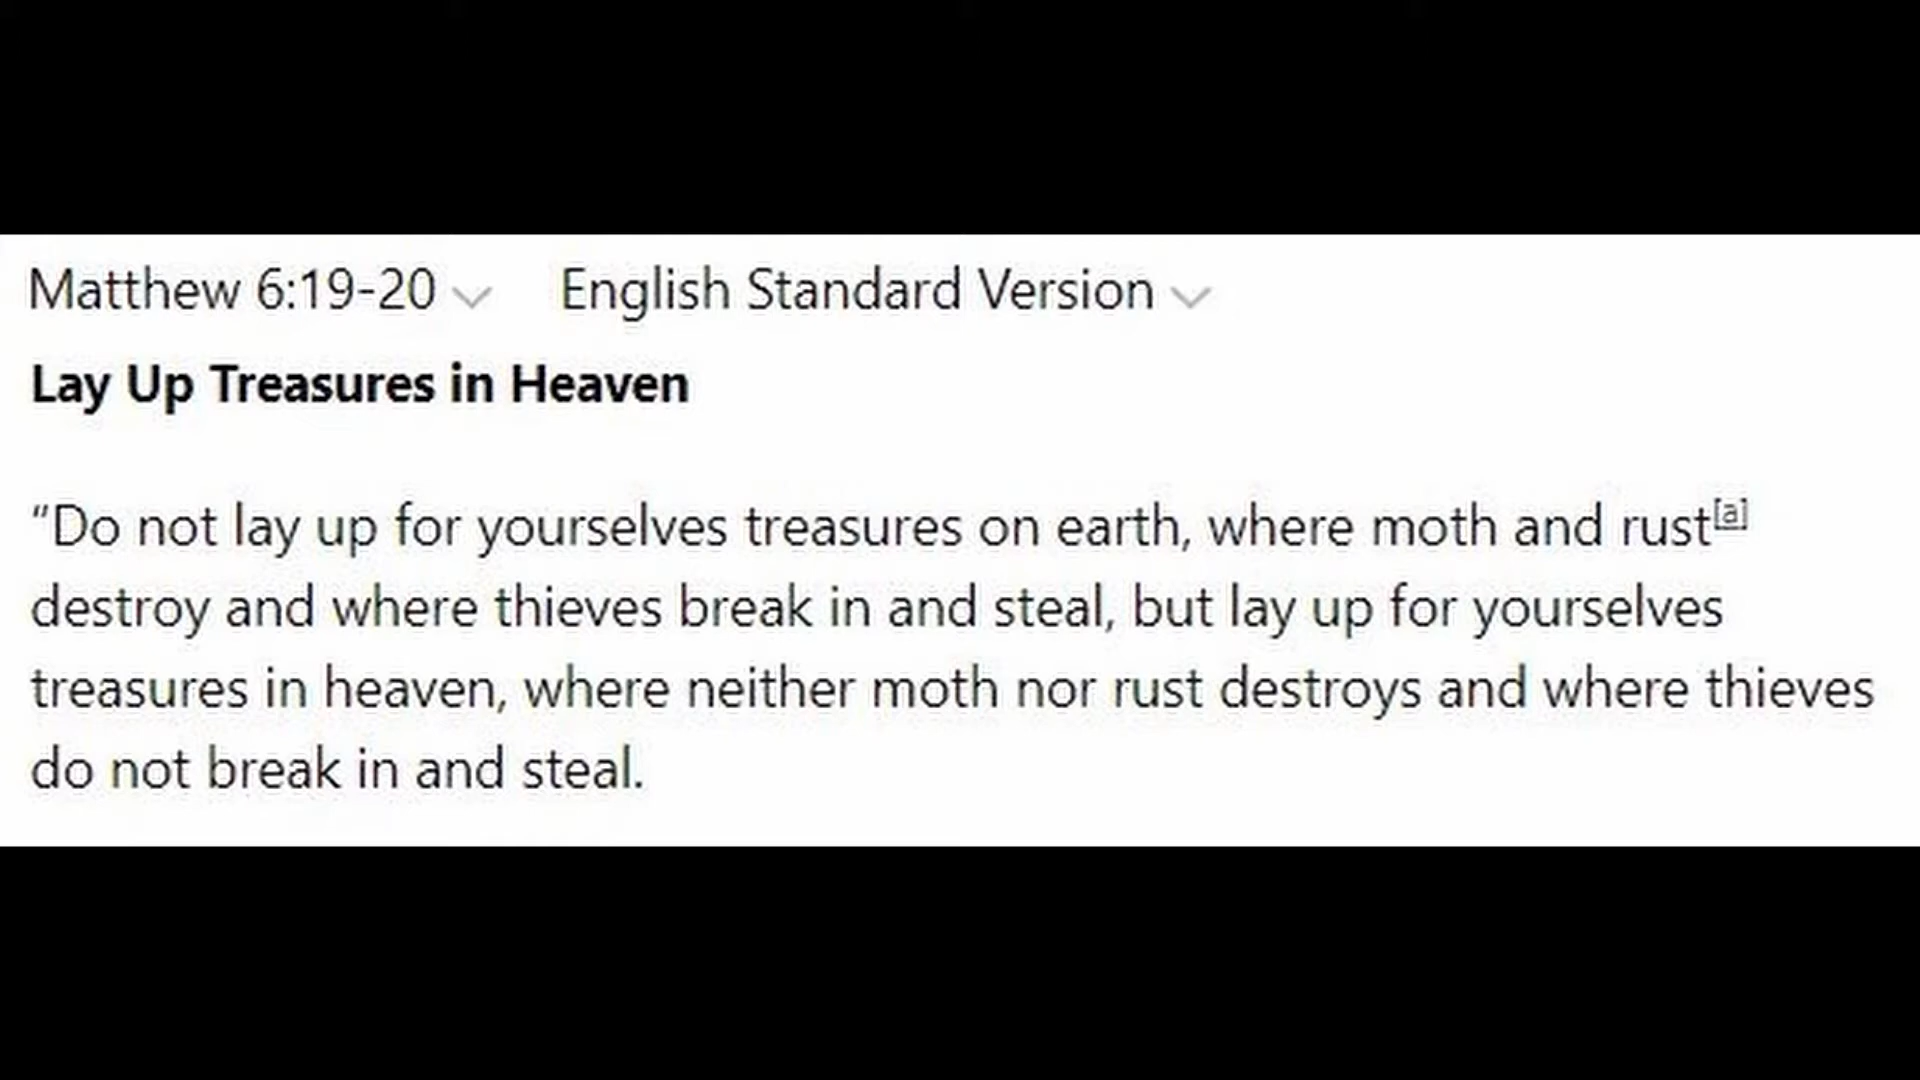 Matthew 6:19-20 English Standard Version
Lay Up Treasures in Heaven
“Do not lay up for yourselves treasures on earth, where moth and rust[a]
destroy and where thieves break in and steal, but lay up for yourselves
treasures in heaven, where neither moth nor rust destroys and where thieves
do not break in and steal.